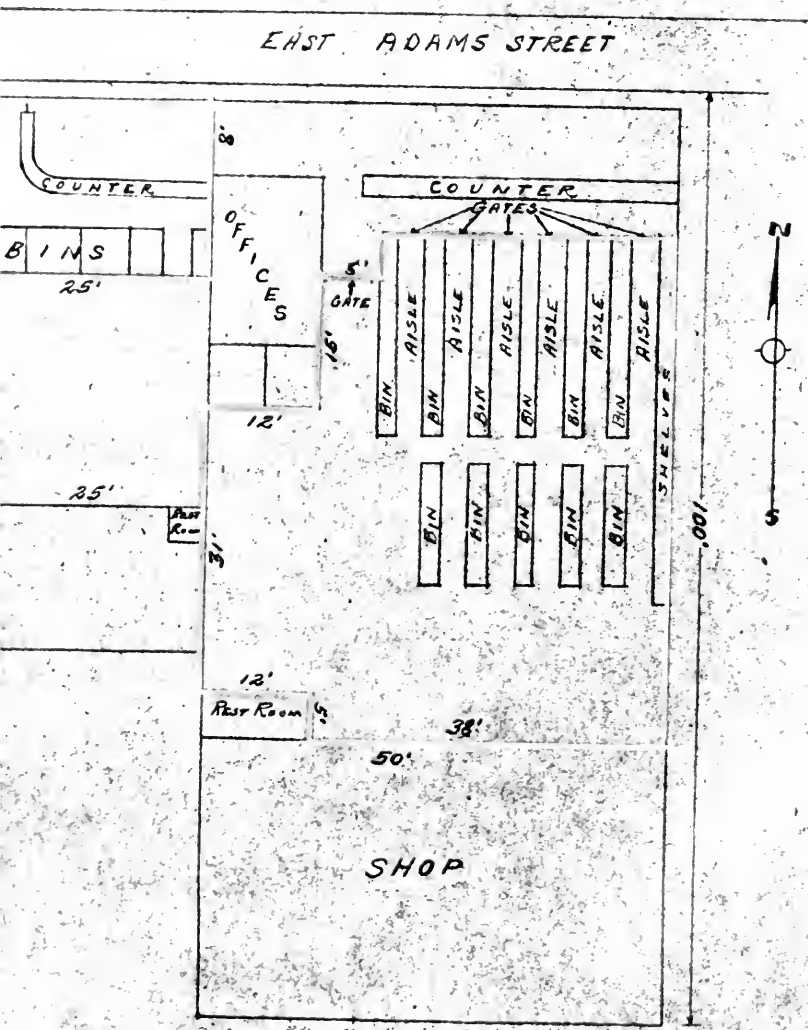 EAST ADAMS STREET
8'
COUNTER
COUNTER
GATES
OFFICES
BINS
25'
5'
GATE
N
S
AISLE
AISLE
AISLE
AISLE
AISLE
AISLE
16'
BIN
BIN
BIN
BIN
BIN
BIN
SHELVES
12'
25'
REST
ROOM
31'
BIN
BIN
BIN
BIN
BIN
100'
12'
REST ROOM
5'
38'
50'
SHOP